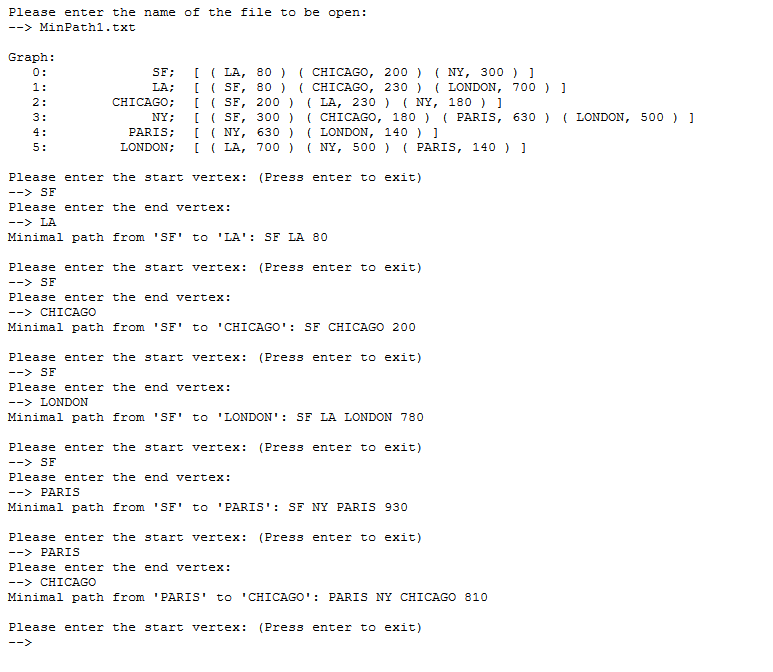 Please enter the name of the file to be open:
--> MinPath1.txt
Graph:
0: SF; [ ( LA, 80 ) ( CHICAGO, 200 ) ( NY, 300 ) ]
1: LA; [ ( SF, 80 ) ( CHICAGO, 230 ) ( LONDON, 700 ) ]
2: CHICAGO; [ ( SF, 200 ) ( LA, 230 ) ( NY, 180 ) ]
3: NY; [ ( SF, 300 ) ( CHICAGO, 180 ) ( PARIS, 630 ) ( LONDON, 500 ) ]
4: PARIS; [ ( NY, 630 ) ( LONDON, 140 ) ]
5: LONDON; [ ( LA, 700 ) ( NY, 500 ) ( PARIS, 140 ) ]
Please enter the start vertex: (Press enter to exit)
--> SF
Please enter the end vertex:
--> LA
Minimal path from 'SF' to 'LA': SF LA 80
Please enter the start vertex: (Press enter to exit)
--> SF
Please enter the end vertex:
--> CHICAGO
Minimal path from 'SF' to 'CHICAGO': SF CHICAGO 200
Please enter the start vertex: (Press enter to exit)
--> SF
Please enter the end vertex:
--> LONDON
Minimal path from 'SF' to 'LONDON': SF LA LONDON 780
Please enter the start vertex: (Press enter to exit)
--> SF
Please enter the end vertex:
--> PARIS
Minimal path from 'SF' to 'PARIS': SF NY PARIS 930
Please enter the start vertex: (Press enter to exit)
--> PARIS
Please enter the end vertex:
--> CHICAGO
Minimal path from 'PARIS' to 'CHICAGO': PARIS NY CHICAGO 810
Please enter the start vertex: (Press enter to exit)
-->